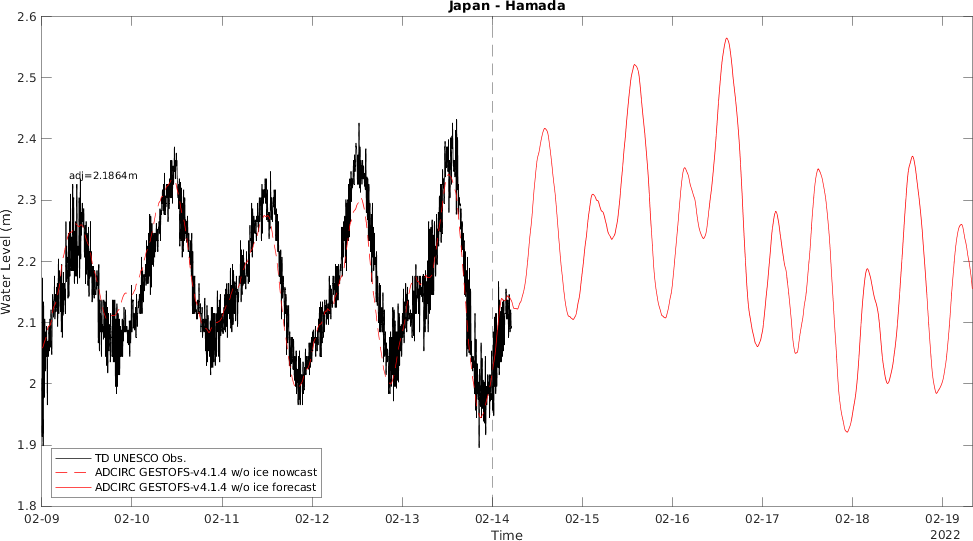 Japan - Hamada
2.6
2.5
2.4
2.3
2.2
2.1
2
1.9
1.8
Water Level (m)
adj=2.1864m
TD UNESCO Obs.
ADCIRC GESTOFS-v4.1.4 w/o ice nowcast
ADCIRC GESTOFS-v4.1.4 w/o ice forecast
02-09 02-10 02-11 02-12 02-13 02-14 02-15 02-16 02-17 02-18 02-19
2022
Time